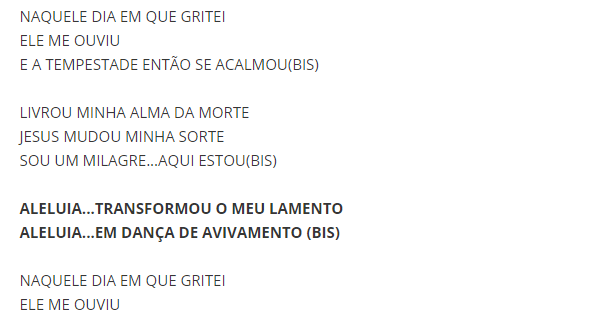 NAQUELE DIA EM QUE GRITEI
ELE ME OUVIU
E A TEMPESTADE ENTÃO SE ACALMOU(BIS)
LIVROU MINHA ALMA DA MORTE
JESUS MUDOU MINHA SORTE
SOU UM MILAGRE...AQUI ESTOU(BIS)
ALELUIA...TRANSFORMOU O MEU LAMENTO
ALELUIA...EM DANÇA DE AVIVAMENTO (BIS)
NAQUELE DIA EM QUE GRITEI
ELE ME OUVIU